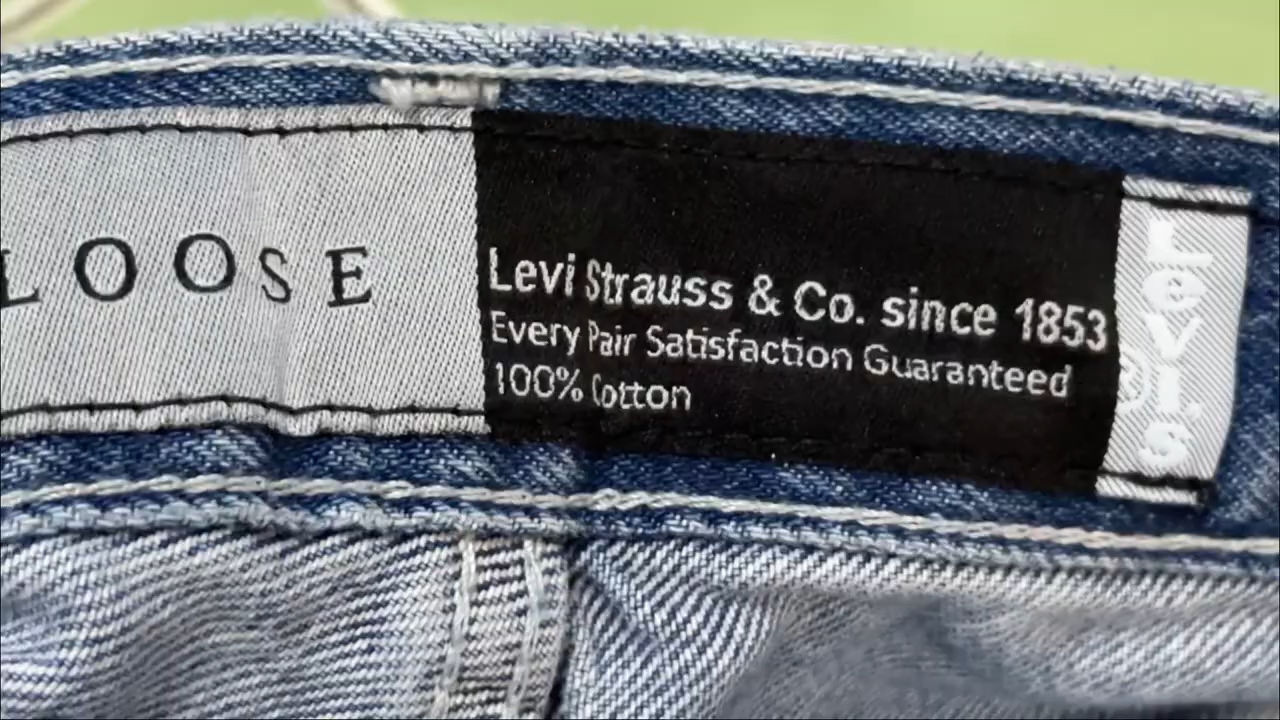 LOOSE
Levi Strauss & Co. since 1853
Every Pair Satisfaction Guaranteed
100% Cotton
LeVI.s
®